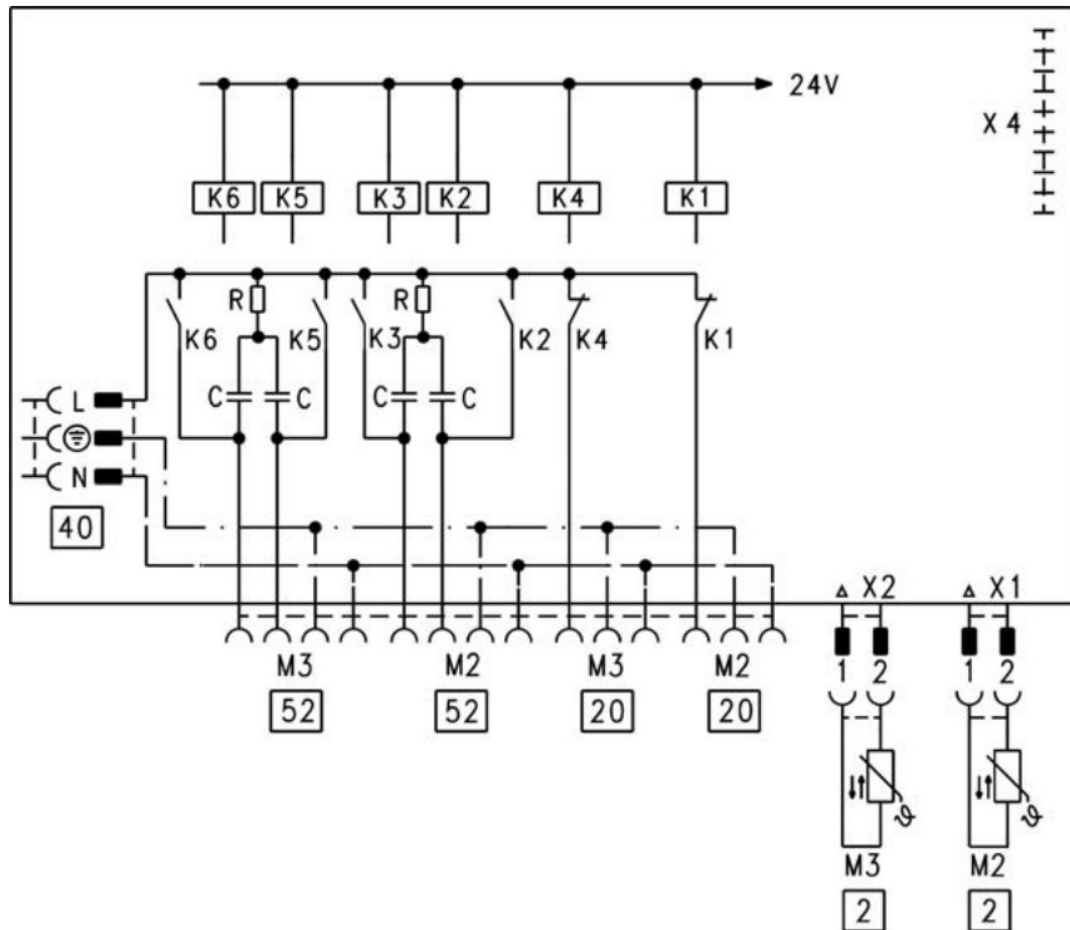 24V
X 4
K6 K5 K3 K2 K4 K1
R R
K6 K5 K3 K2 K4 K1
C C C C
L
N
40
X2 X1
1 2 1 2
M3 M2 M3 M2
52 52 20 20
ϑ ϑ
M3 M2
2 2